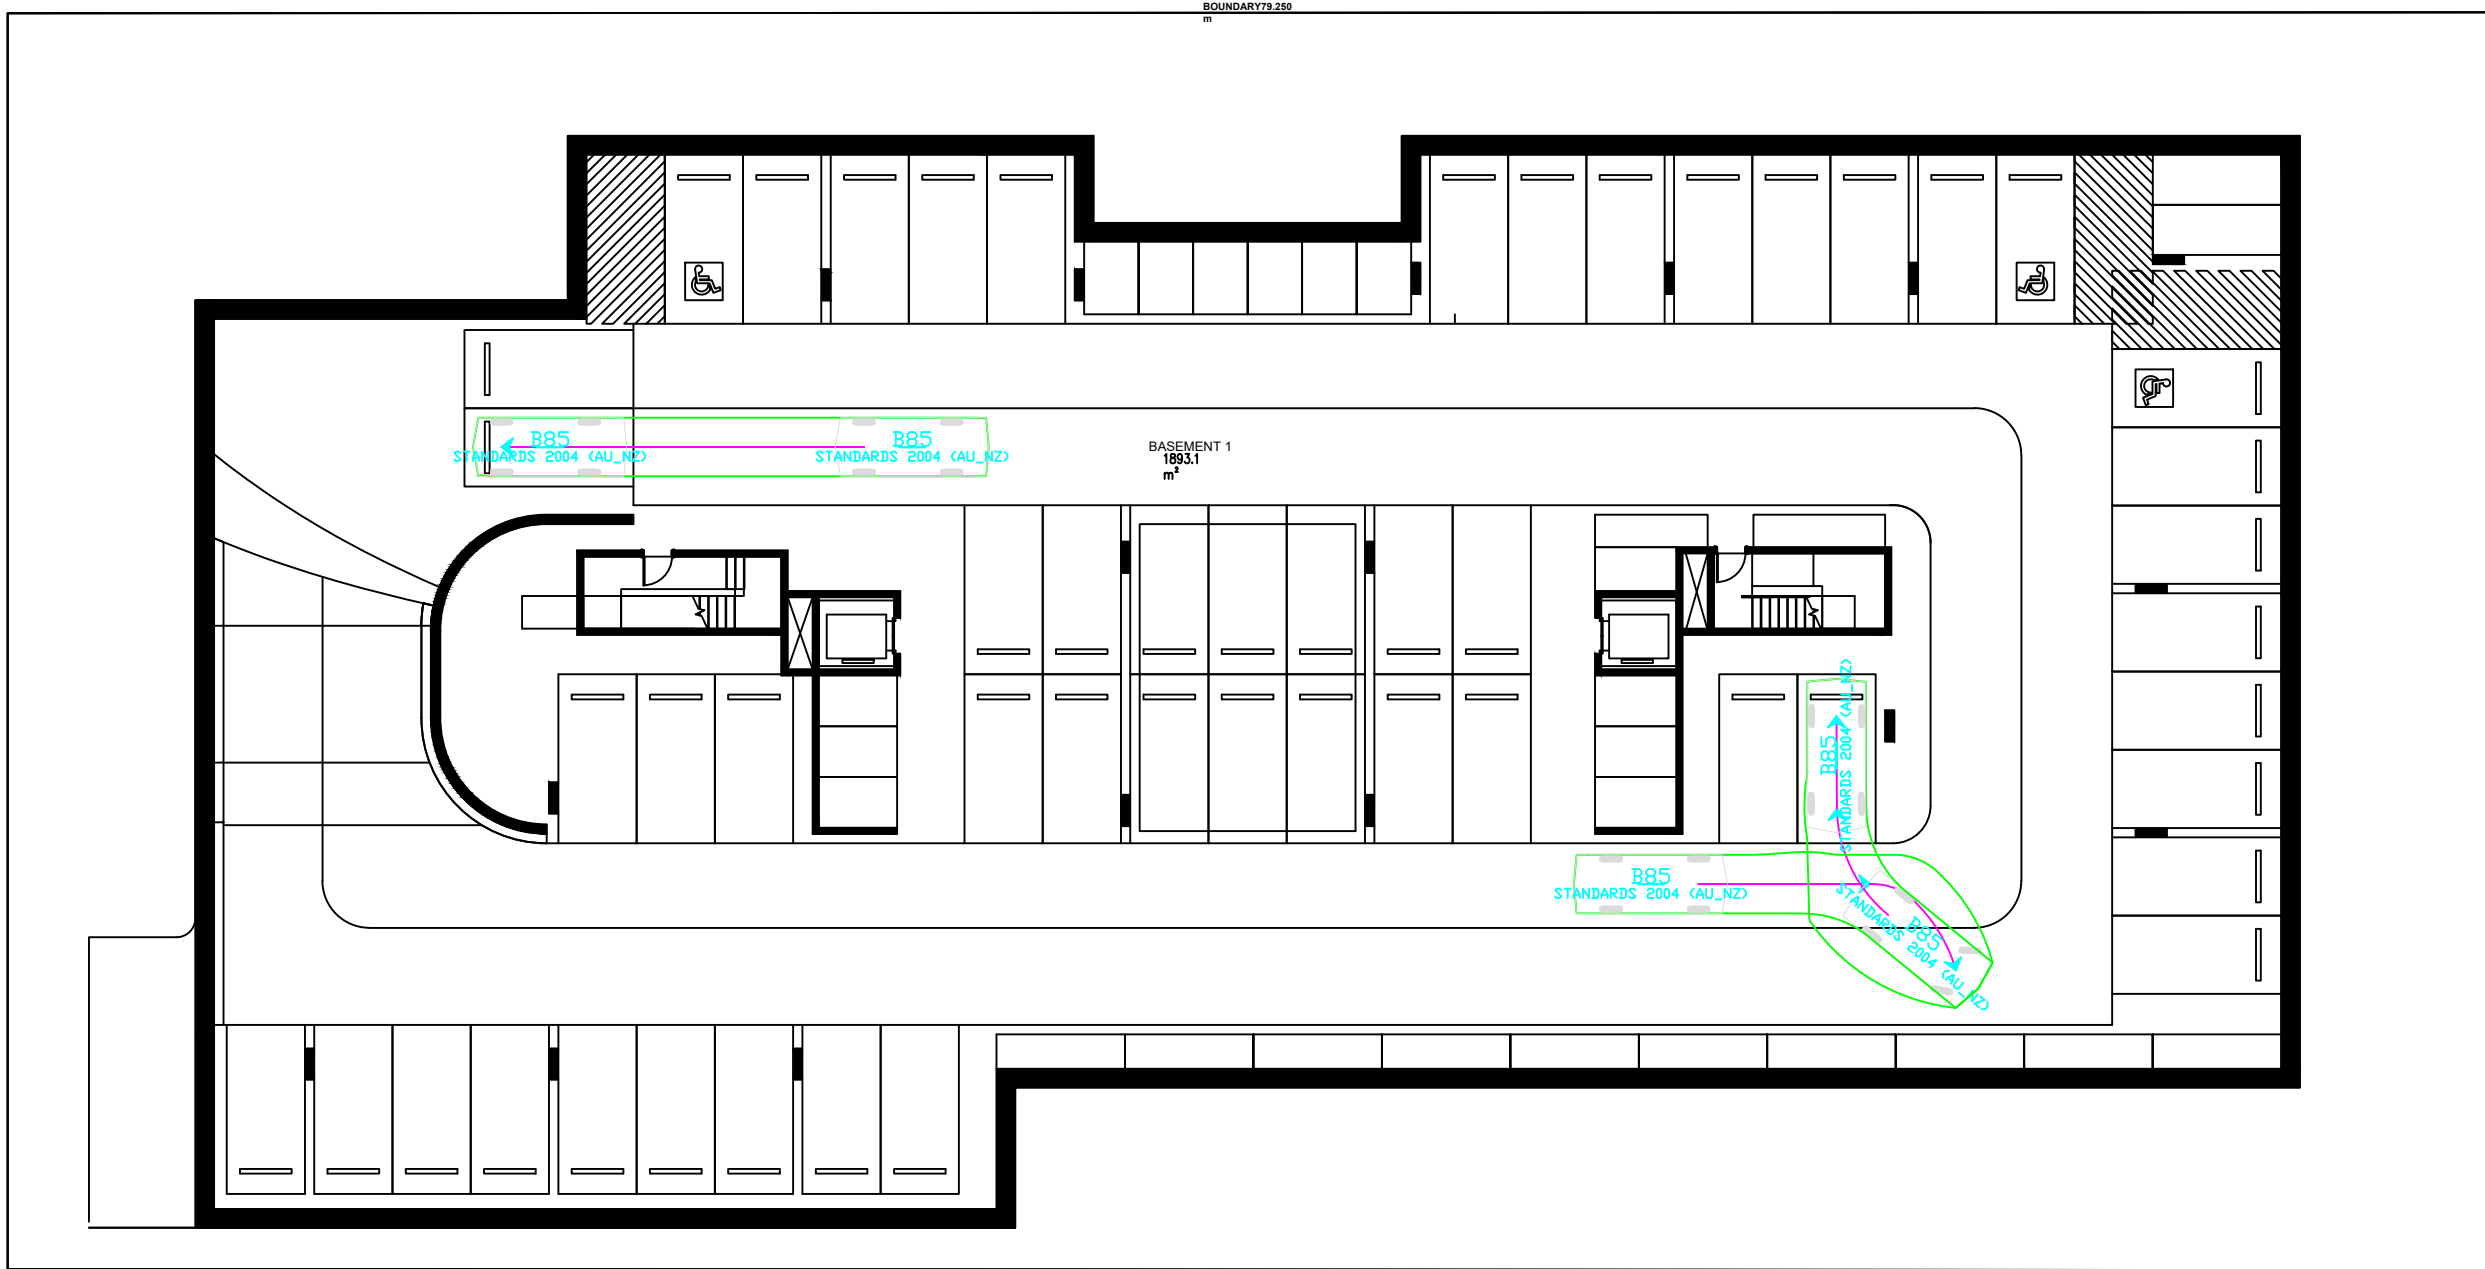 BOUNDARY79.250
m
B85
STANDARDS 2004 (AU_NZ)
B85
STANDARDS 2004 (AU_NZ)
BASEMENT 1
1893.1
m²
B85
STANDARDS 2004 (AU_NZ)
B85
STANDARDS 2004 (AU_NZ)
B85
STANDARDS 2004 (AU_NZ)